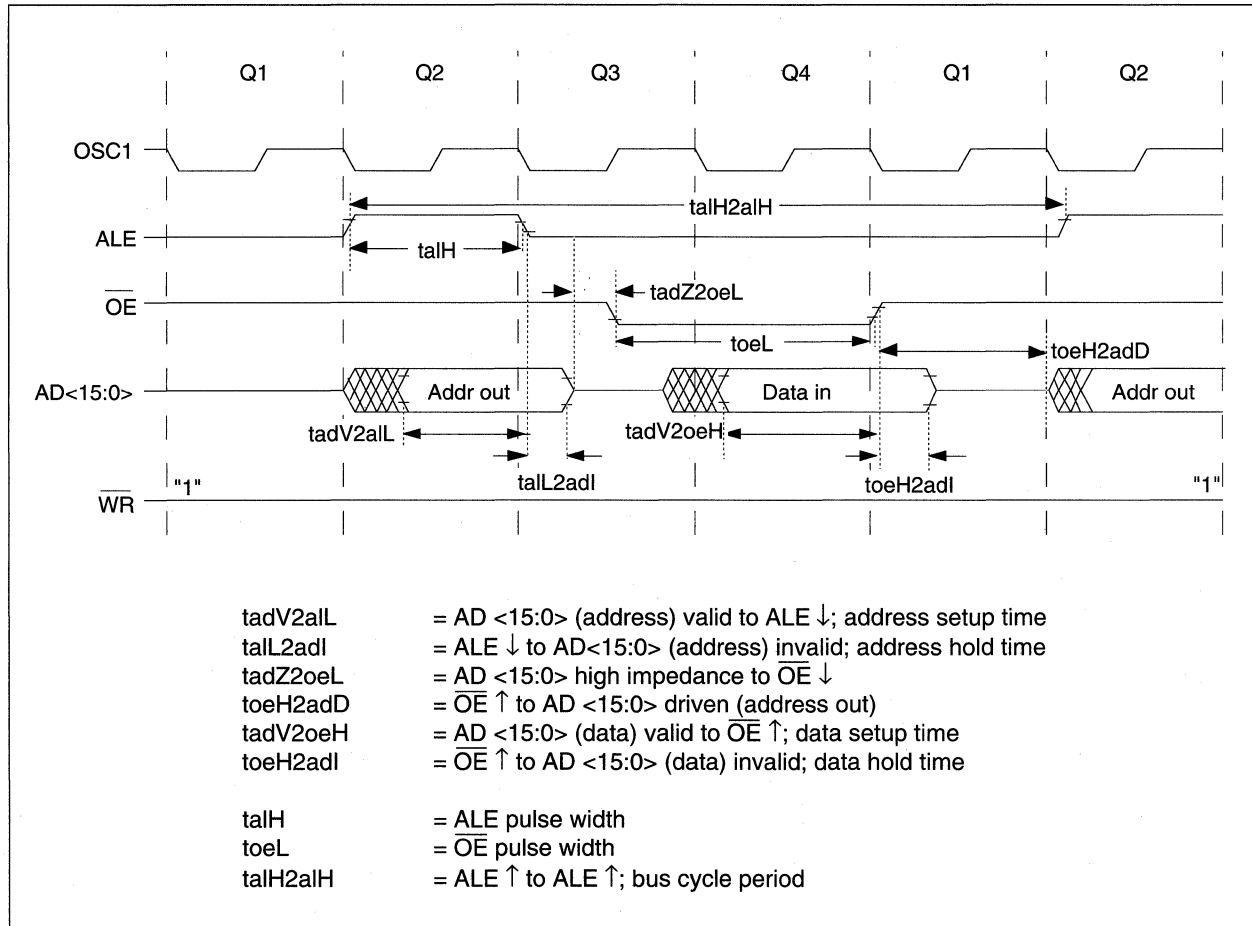 Q1 Q2 Q3 Q4 Q1 Q2
OSC1
talH2alH
ALE
talH
OE
tadZ2oeL
toeL
toeH2adD
AD<15:0>
Addr out
Data in
Addr out
tadV2alL
tadV2oeH
talL2adI
toeH2adI
"1"
"1"
WR
tadV2alL = AD <15:0> (address) valid to ALE ↓; address setup time
talL2adI = ALE ↓ to AD<15:0> (address) invalid; address hold time
tadZ2oeL = AD <15:0> high impedance to OE ↓
toeH2adD = OE ↑ to AD <15:0> driven (address out)
tadV2oeH = AD <15:0> (data) valid to OE ↑; data setup time
toeH2adI = OE ↑ to AD <15:0> (data) invalid; data hold time
talH = ALE pulse width
toeL = OE pulse width
talH2alH = ALE ↑ to ALE ↑; bus cycle period